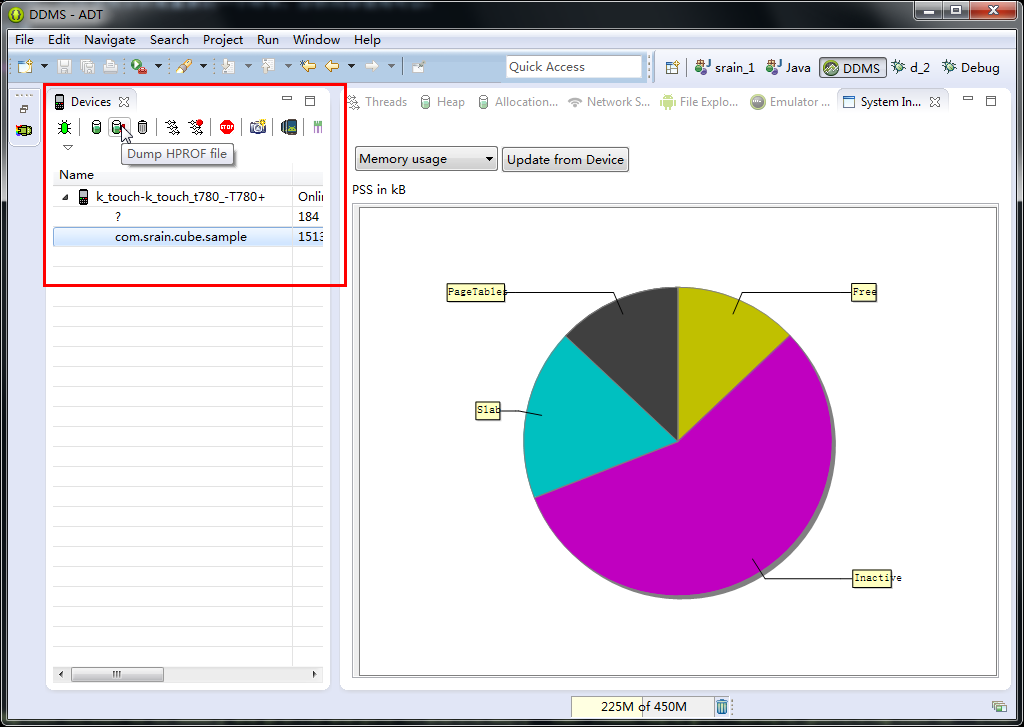 DDMS - ADT
File Edit Navigate Search Project Run Window Help
Quick Access
srain_1 Java DDMS d_2 Debug
Devices
Threads Heap Allocation... Network S... File Explo... Emulator ... System In...
STOP
Dump HPROF file
Memory usage Update from Device
PSS in kB
Name
k_touch-k_touch_t780_-T780+ Onlin
? 184
com.srain.cube.sample 1513
PageTables
Free
Slab
Inactive
225M of 450M